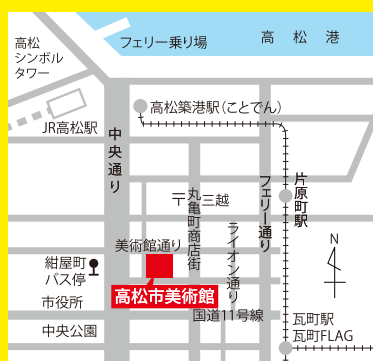 高松
シンボル
タワー
フェリー乗り場
高松港
高松築港駅(ことでん)
JR高松駅
中央通り
三越
丸亀町商店街
フェリー通り
片原町駅
美術館通り
ライオン通り
N
紺屋町
バス停
高松市美術館
市役所
国道11号線
中央公園
瓦町駅
瓦町FLAG